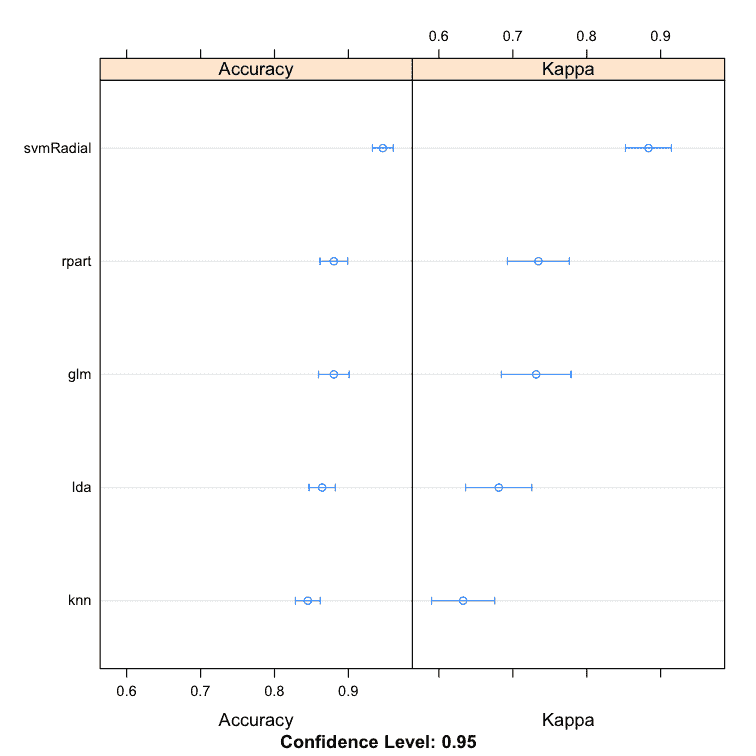 0.6 0.7 0.8 0.9
Accuracy Kappa
svmRadial
rpart
glm
lda
knn
0.6 0.7 0.8 0.9
Accuracy Kappa
Confidence Level: 0.95